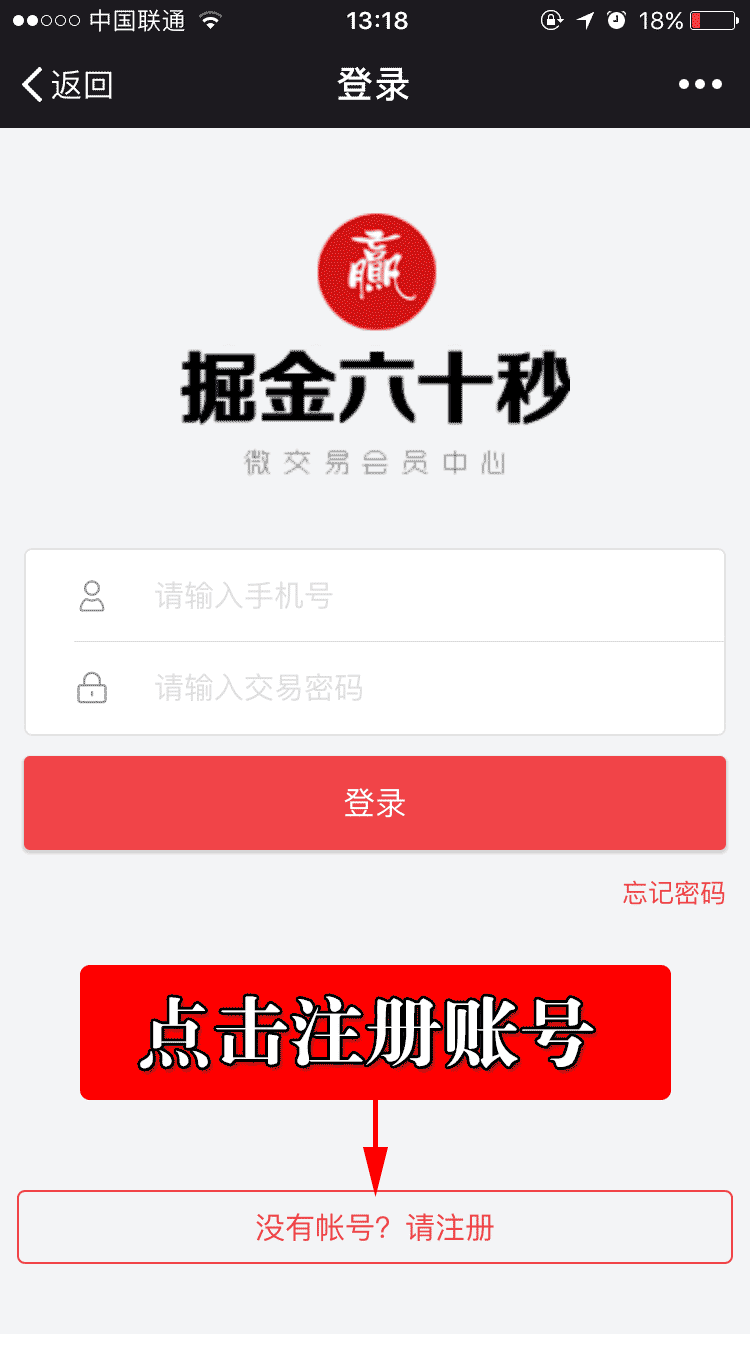 中国联通 13:18 18%
返回 登录
赢
掘金六十秒
微交易会员中心
请输入手机号
请输入交易密码
登录
忘记密码
点击注册账号
没有帐号？请注册